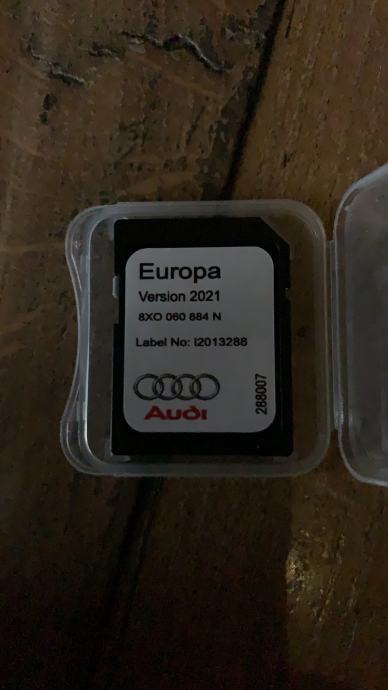 Europa
Version 2021
8XO 060 884 N
Label No: I2013288
Audi
288007